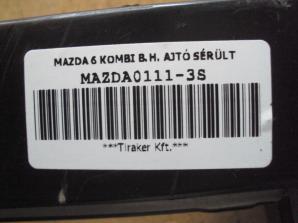 MAZDA 6 KOMBI B.H. AJTÓ SÉRÜLT
MAZDA0111-3S
***Tiraker Kft.***